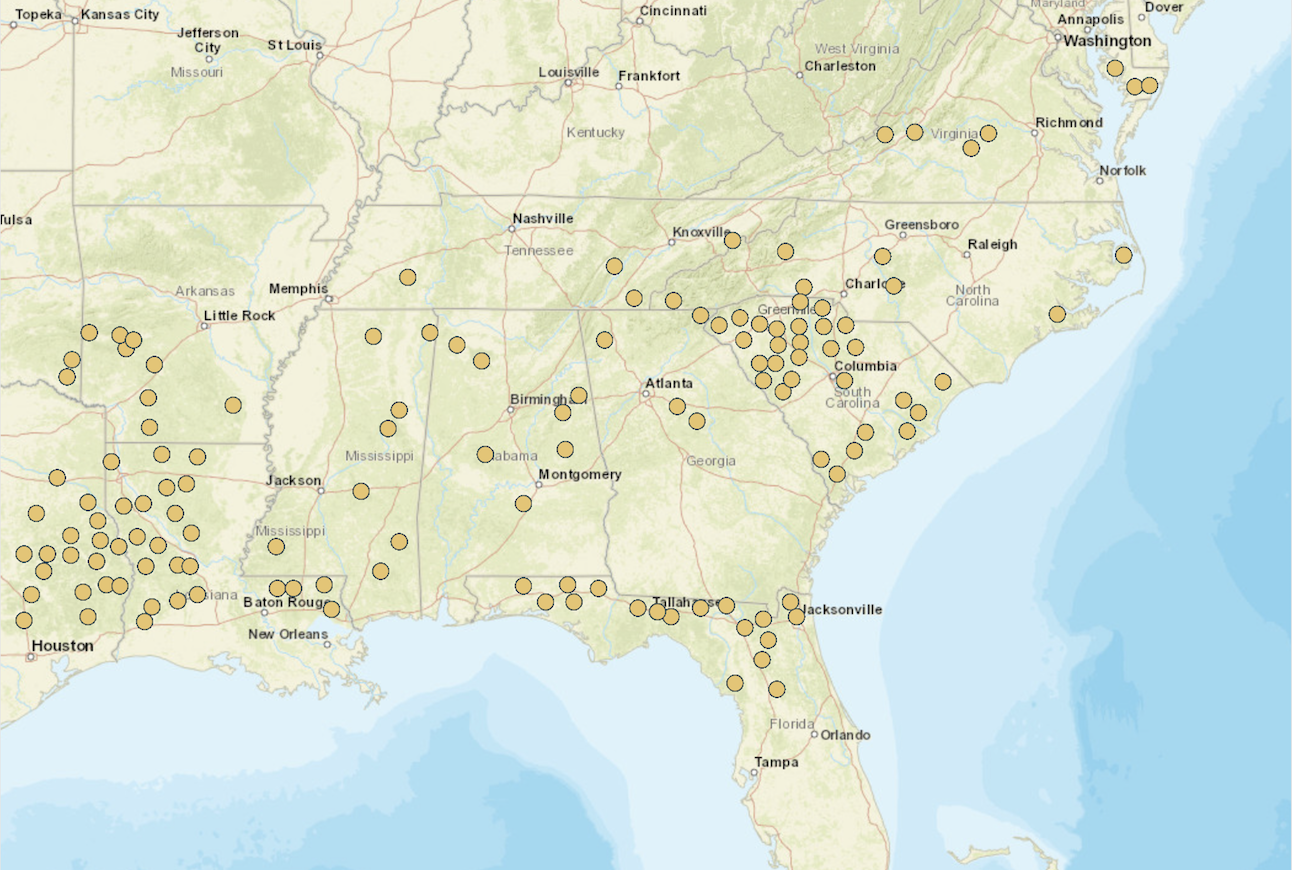 Cincinnati
Maryland
Dover
Topeka
Kansas City
Annapolis
Jefferson
City
St Louis
Washington
West Virginia
Missouri
Charleston
Louisville
Frankfort
Kentucky
Richmond
Virginia
Norfolk
Tulsa
Nashville
Greensboro
Knoxville
Raleigh
Tennessee
Arkansas
Memphis
Charlotte
North
Carolina
Little Rock
Greenville
Columbia
South
Carolina
Atlanta
Birmingham
Mississippi
Alabama
Georgia
Montgomery
Jackson
Mississippi
Louisiana
Baton Rouge
Tallahassee
Jacksonville
New Orleans
Houston
Florida
Orlando
Tampa